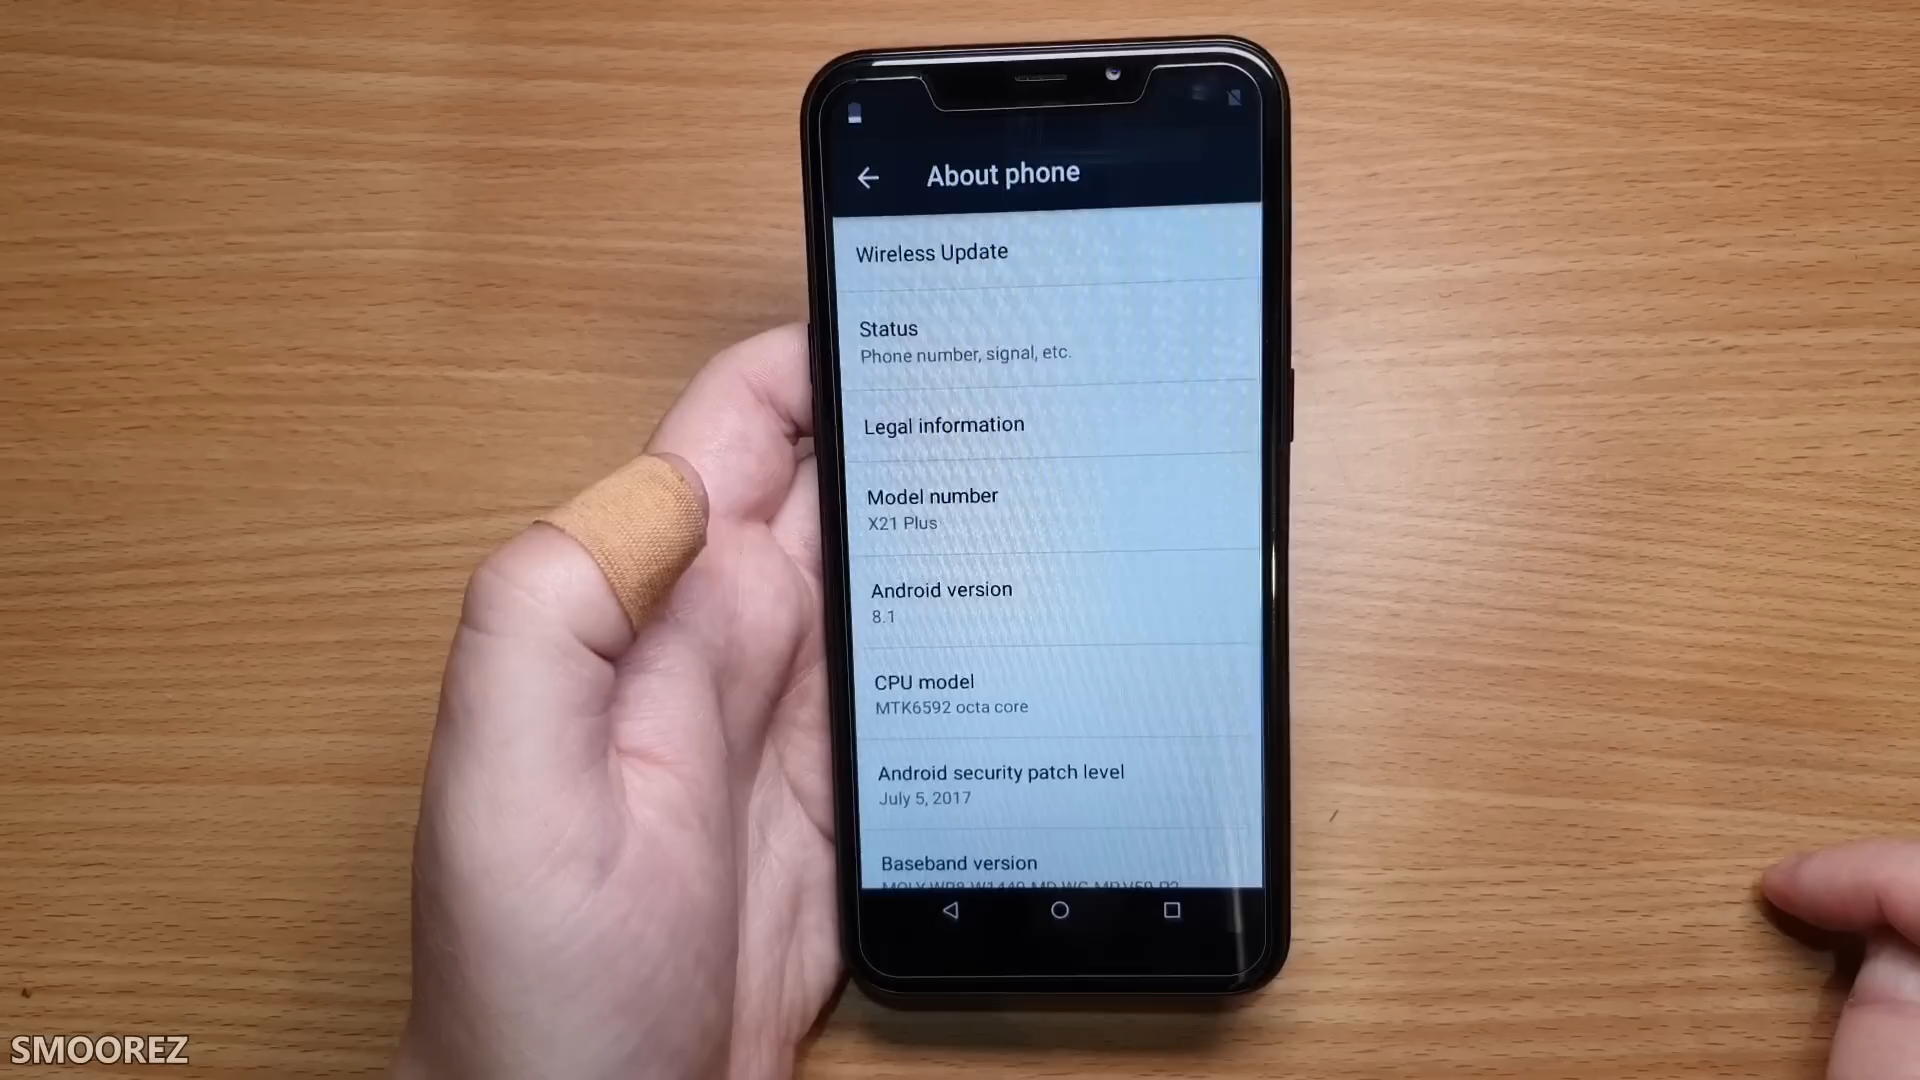 About phone
Wireless Update
Status
Phone number, signal, etc.
Legal information
Model number
X21 Plus
Android version
8.1
CPU model
MTK6592 octa core
Android security patch level
July 5, 2017
Baseband version
SMOOREZ